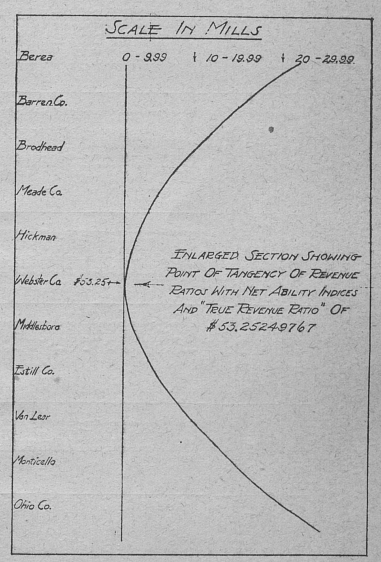 SCALE IN MILLS
Berea 0 - 9.99 10 - 19.99 20 - 29.99
Barren Co.
Brodhead
Meade Co.
Hickman
ENLARGED SECTION SHOWING
POINT OF TANGENCY OF REVENUE
Webster Co. $53.25+
RATIOS WITH NET ABILITY INDICES
AND "TRUE REVENUE RATIO" OF
Middlesboro
$53.25249767
Estill Co.
Van Lear
Monticello
Ohio Co.